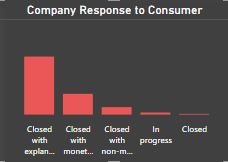 Company Response to Consumer
Closed Closed Closed In Closed
with with with progress
explan... monet... non-m...